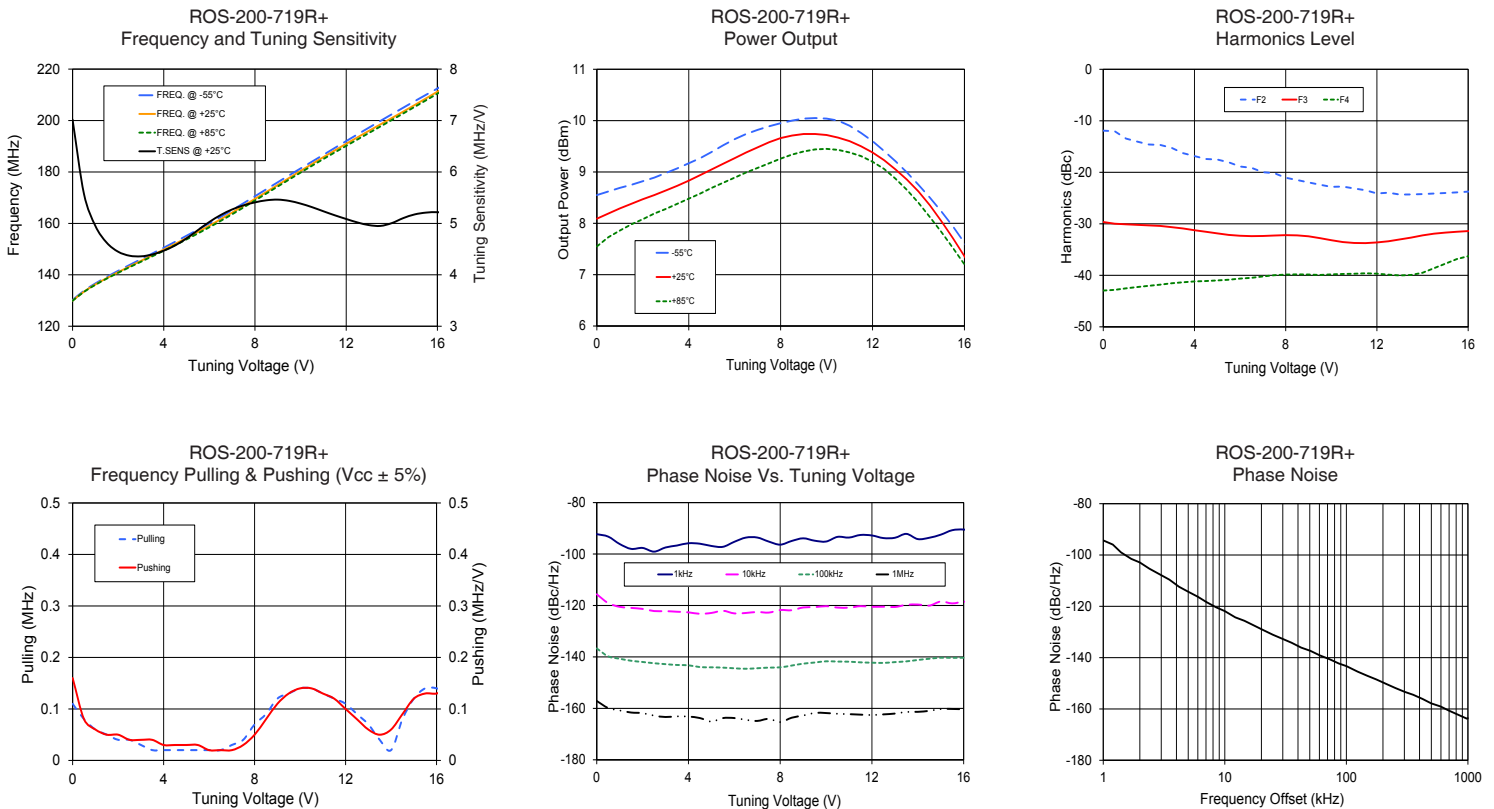 ROS-200-719R+
Frequency and Tuning Sensitivity
220
200
180
160
140
120
8
7
6
5
4
3
0
4
8
12
16
Frequency (MHz)
Tuning Sensitivity (MHz/V)
FREQ. @ -55°C
FREQ. @ +25°C
FREQ. @ +85°C
T.SENS @ +25°C
Tuning Voltage (V)
ROS-200-719R+
Power Output
11
10
9
8
7
6
0
4
8
12
16
Output Power (dBm)
-55°C
+25°C
+85°C
Tuning Voltage (V)
ROS-200-719R+
Harmonics Level
0
-10
-20
-30
-40
-50
0
4
8
12
16
Harmonics (dBc)
F2
F3
F4
Tuning Voltage (V)
ROS-200-719R+
Frequency Pulling & Pushing (Vcc ± 5%)
0.5
0.4
0.3
0.2
0.1
0
0.5
0.4
0.3
0.2
0.1
0
0
4
8
12
16
Pulling (MHz)
Pushing (MHz/V)
Pulling
Pushing
Tuning Voltage (V)
ROS-200-719R+
Phase Noise Vs. Tuning Voltage
-80
-100
-120
-140
-160
-180
0
4
8
12
16
Phase Noise (dBc/Hz)
1kHz
10kHz
100kHz
1MHz
Tuning Voltage (V)
ROS-200-719R+
Phase Noise
-80
-100
-120
-140
-160
-180
1
10
100
1000
Phase Noise (dBc/Hz)
Frequency Offset (kHz)